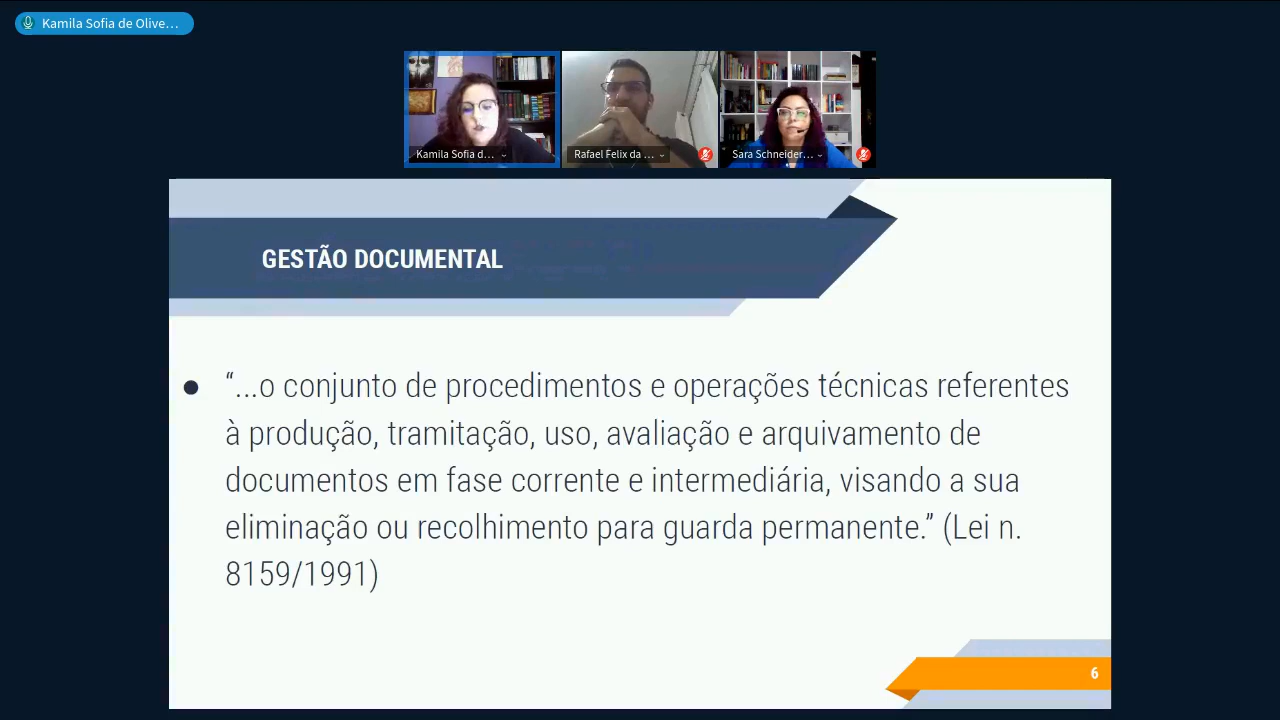 Kamila Sofia de Olive...
Kamila Sofia d...
Rafael Felix da ...
Sara Schneider...
GESTÃO DOCUMENTAL
● “...o conjunto de procedimentos e operações técnicas referentes
à produção, tramitação, uso, avaliação e arquivamento de
documentos em fase corrente e intermediária, visando a sua
eliminação ou recolhimento para guarda permanente.” (Lei n.
8159/1991)
6